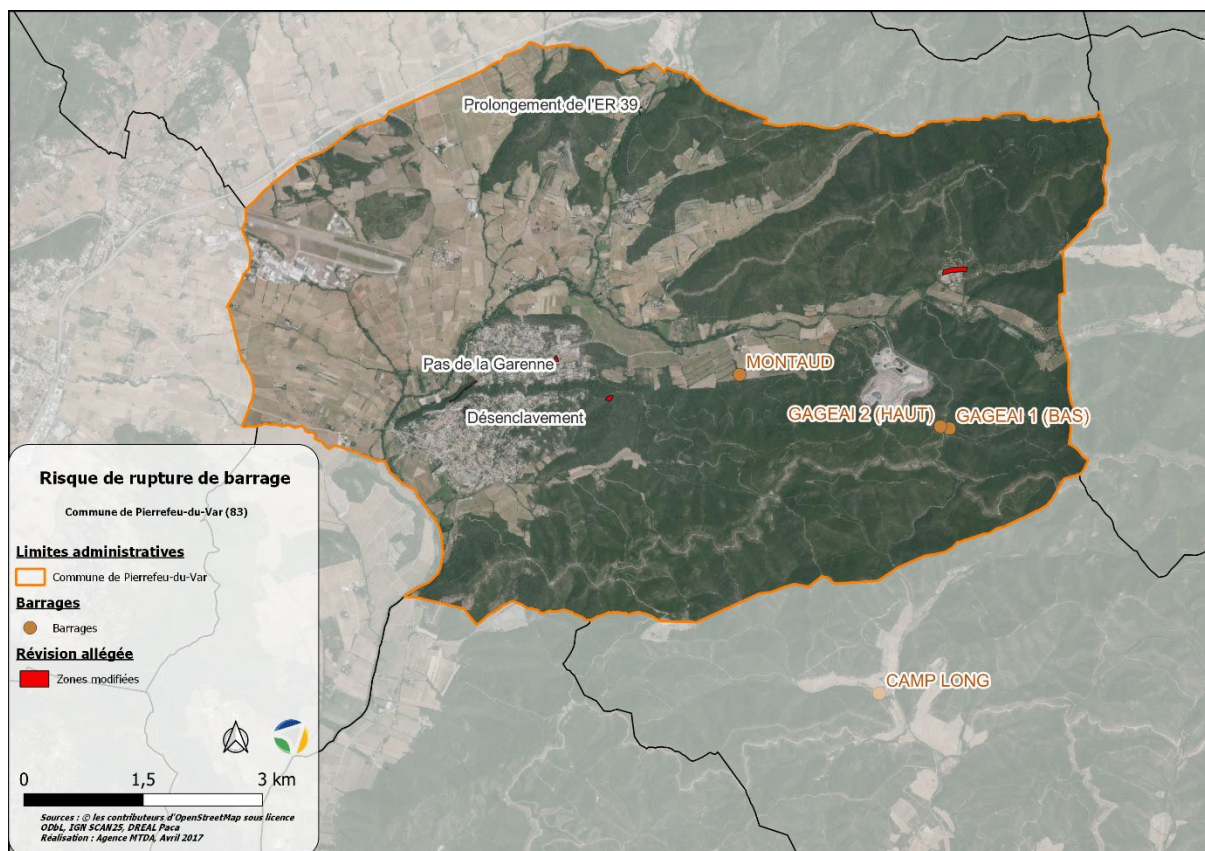 Prolongement de l'ER 39
Pas de la Garenne
MONTAUD
Désenclavement
GAGEAI 2 (HAUT)
GAGEAI 1 (BAS)
CAMP LONG
Risque de rupture de barrage
Commune de Pierrefeu-du-Var (83)
Limites administratives
Commune de Pierrefeu-du-Var
Barrages
Barrages
Révision allégée
Zones modifiées
0 1,5 3 km
Sources : © les contributeurs d'OpenStreetMap sous licence
ODbL, IGN SCAN25, DREAL Paca
Réalisation : Agence MTDA, Avril 2017